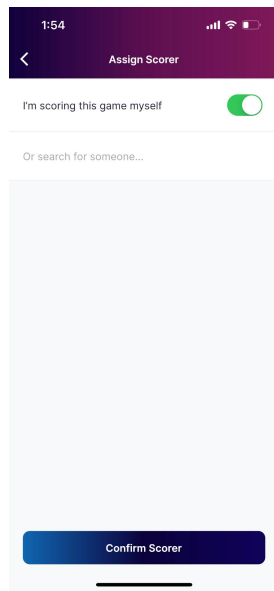 1:54
Assign Scorer
I'm scoring this game myself
Or search for someone...
Confirm Scorer